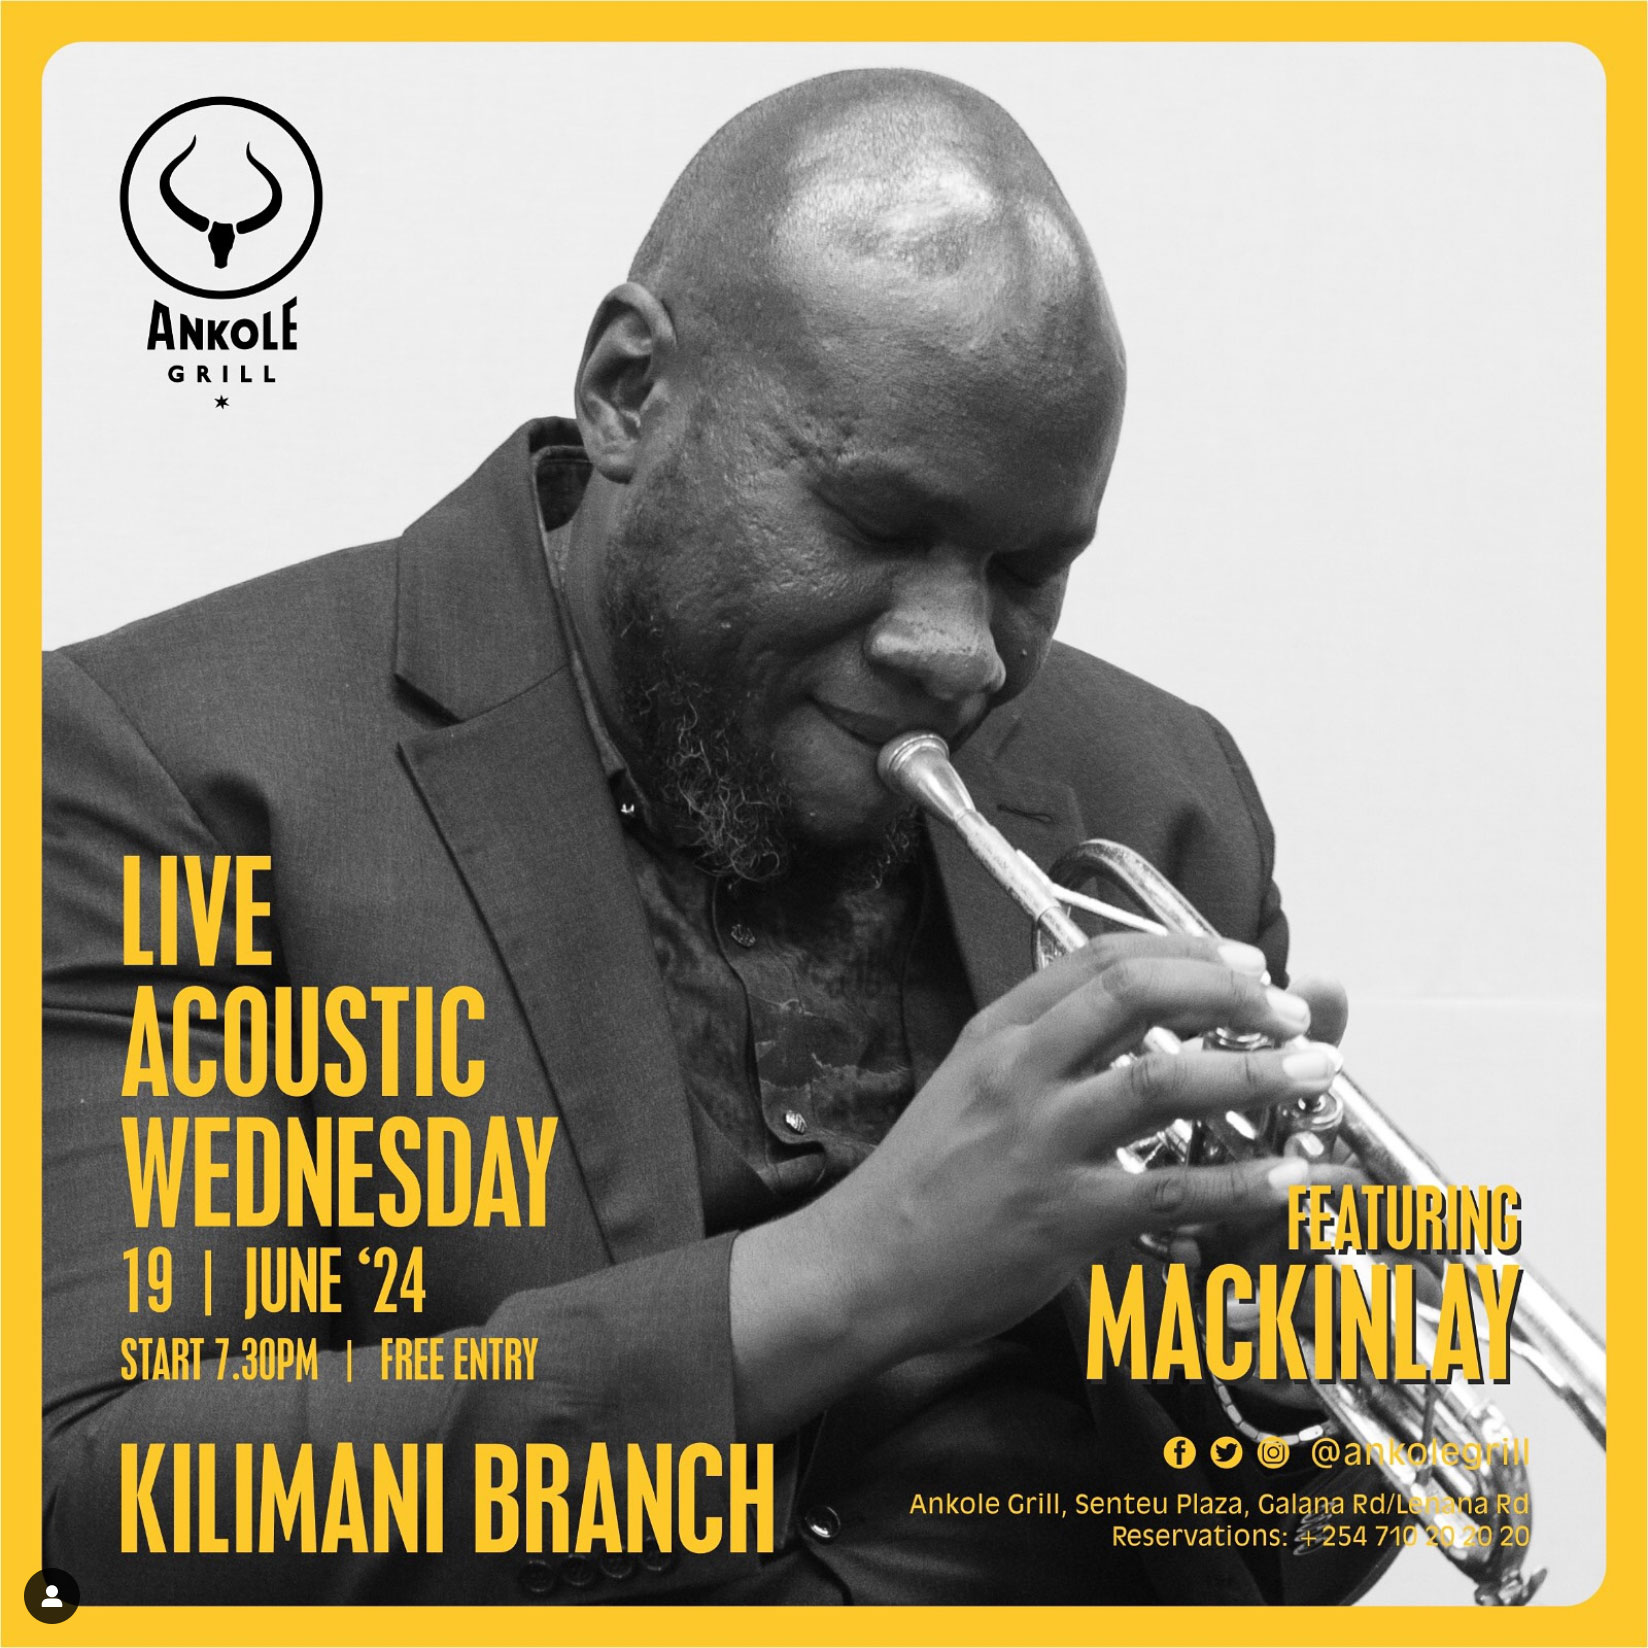 ANKOLE
GRILL
LIVE
ACOUSTIC
WEDNESDAY
19 | JUNE ‘24
START 7.30PM | FREE ENTRY
KILIMANI BRANCH
FEATURING
MACKINLAY
@ankolegrill
Ankole Grill, Senteu Plaza, Galana Rd/Lenana Rd
Reservations: +254 710 20 20 20